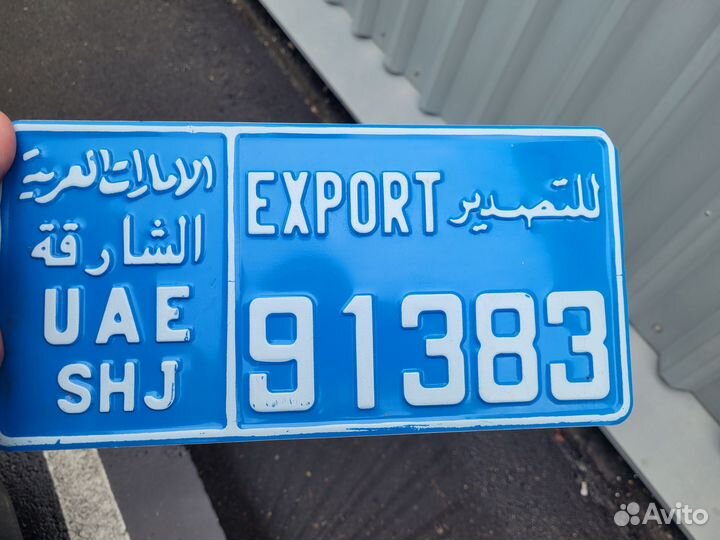 الامارات العربية
الشارقة
UAE
SHJ
EXPORT للتصدير
91383
Avito